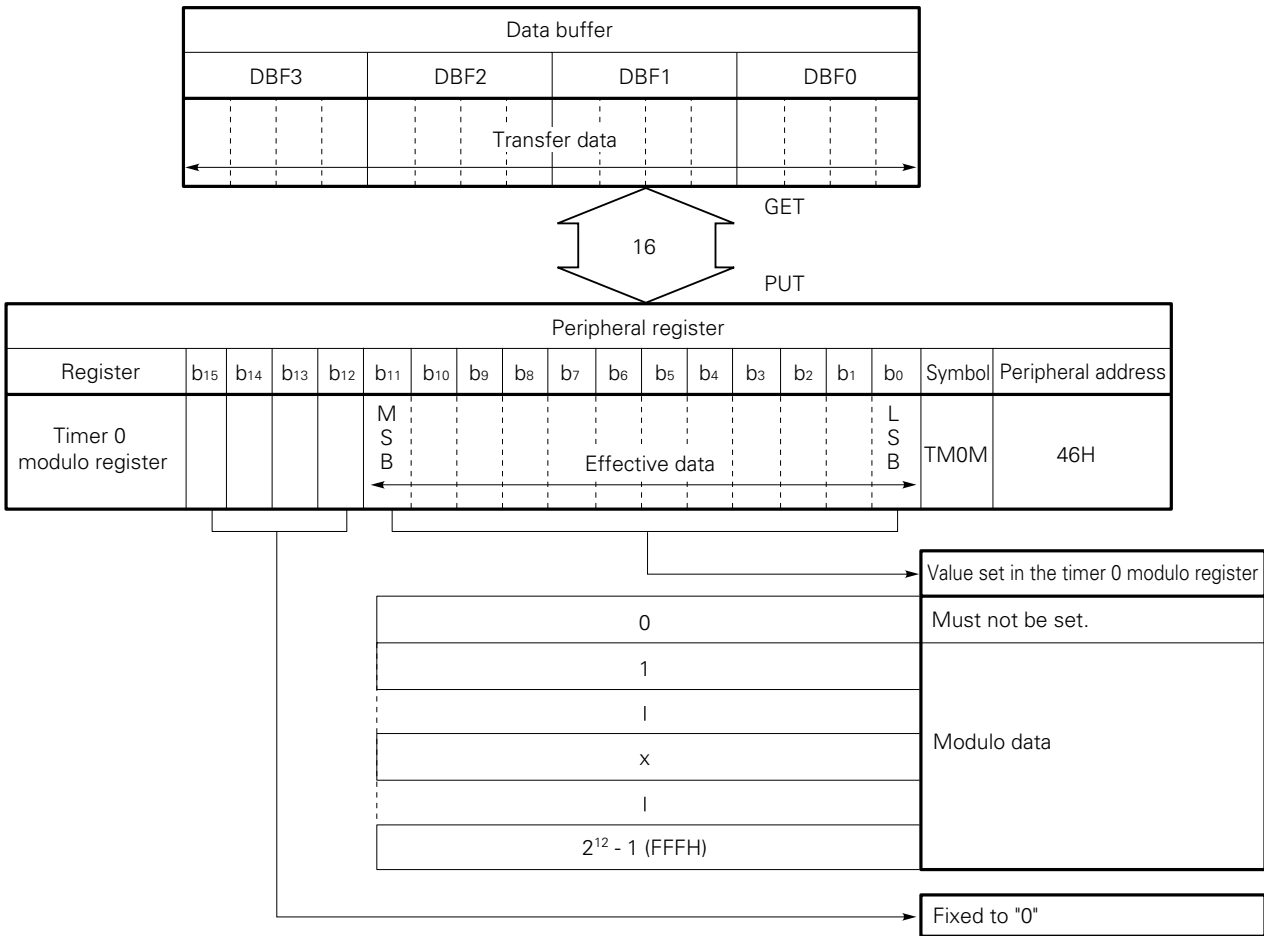 Data buffer
DBF3 DBF2 DBF1 DBF0
Transfer data
GET
16
PUT
Peripheral register
Register b15 b14 b13 b12 b11 b10 b9 b8 b7 b6 b5 b4 b3 b2 b1 b0 Symbol Peripheral address
Timer 0
modulo register
M
S
B
Effective data
L
S
B
TM0M
46H
Value set in the timer 0 modulo register
0 Must not be set.
1
|
x
|
2¹² - 1 (FFFH)
Modulo data
Fixed to "0"